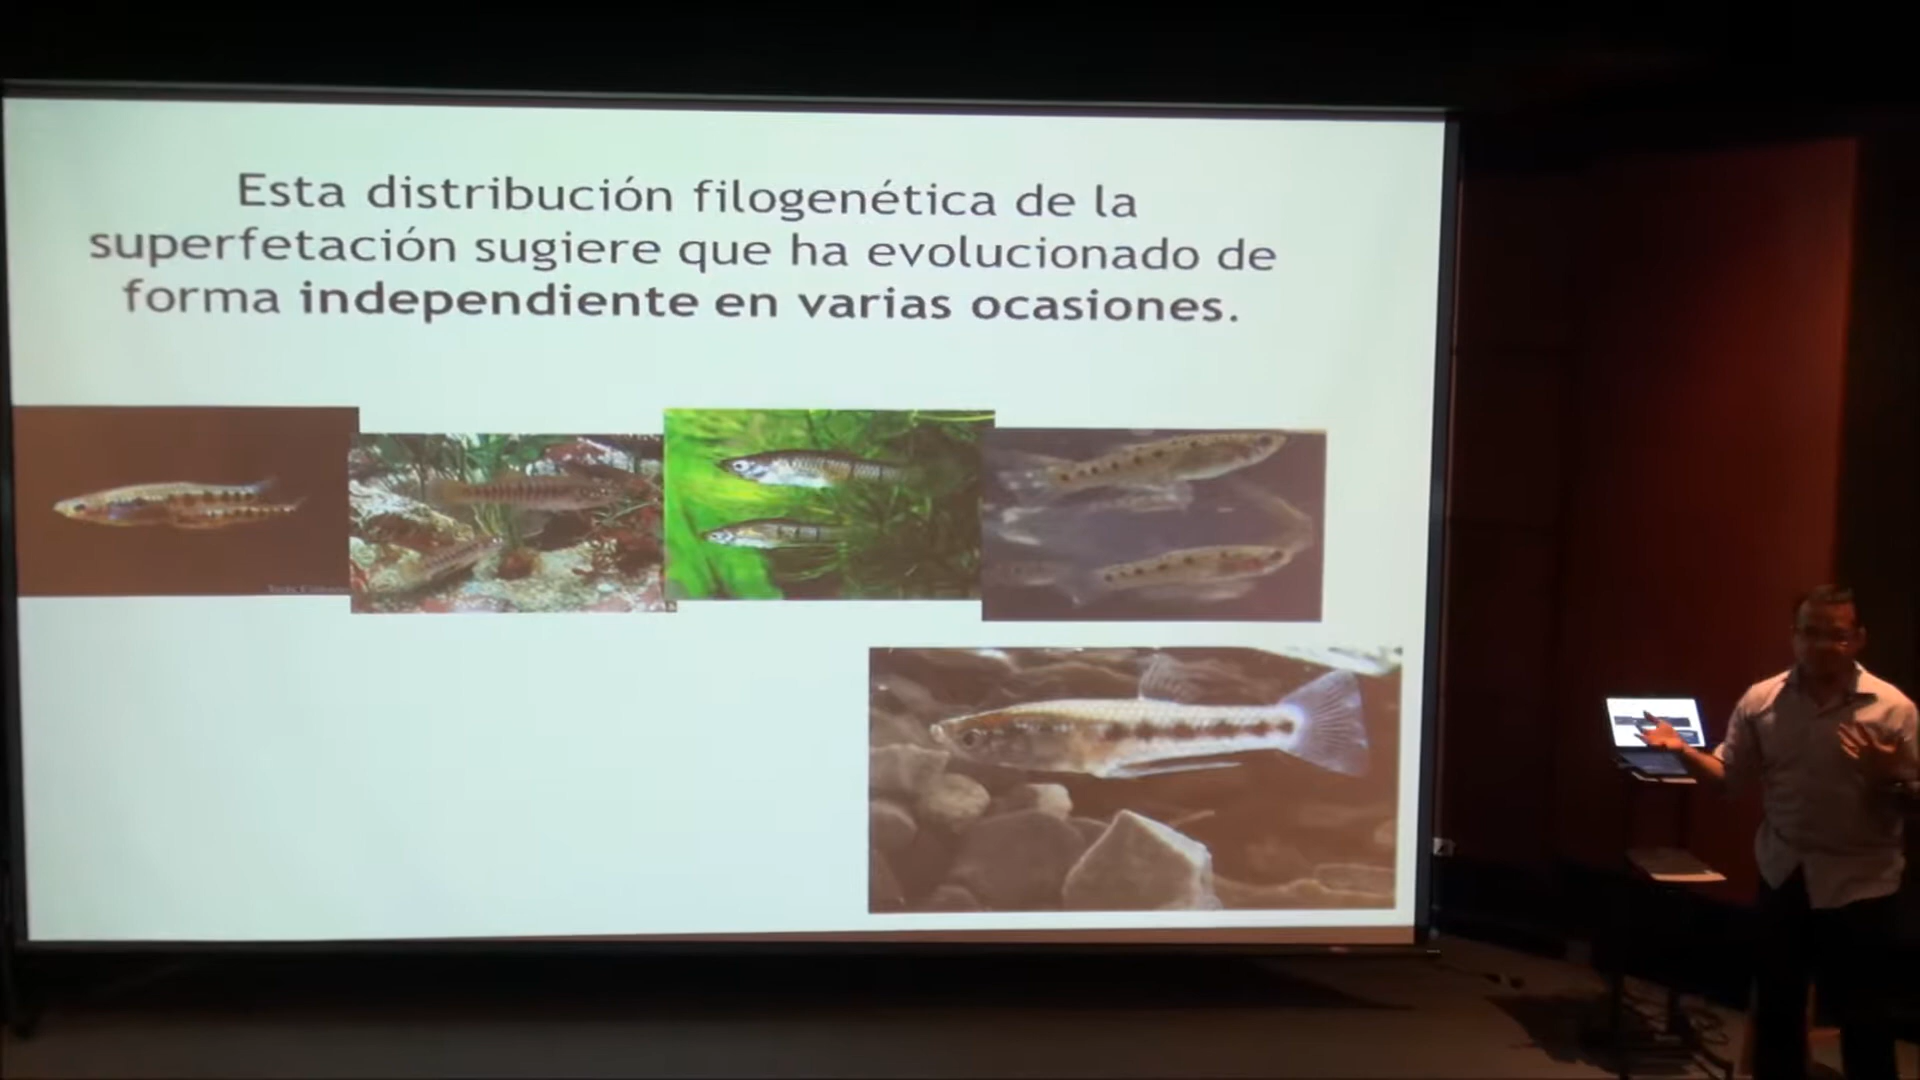 Esta distribución filogenética de la
superfetación sugiere que ha evolucionado de
forma independiente en varias ocasiones.